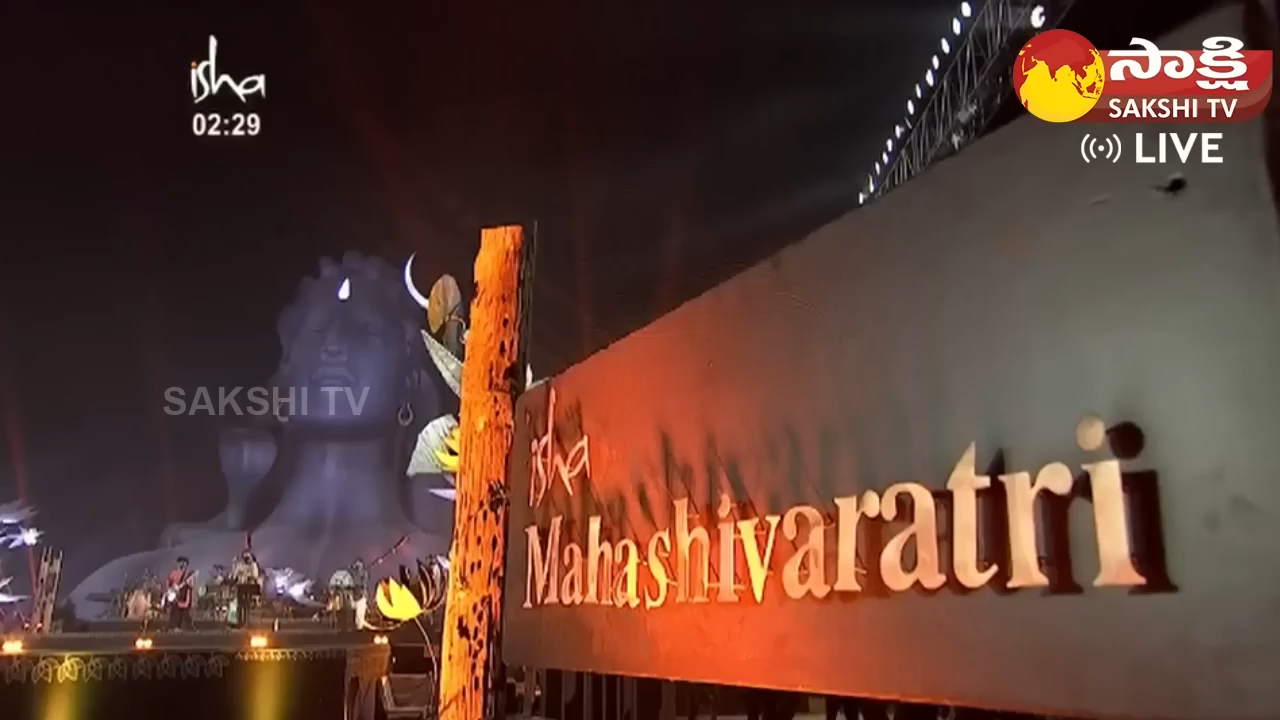 isha
02:29
సాక్షి
SAKSHI TV
LIVE
SAKSHI TV
isha
Mahashivaratri